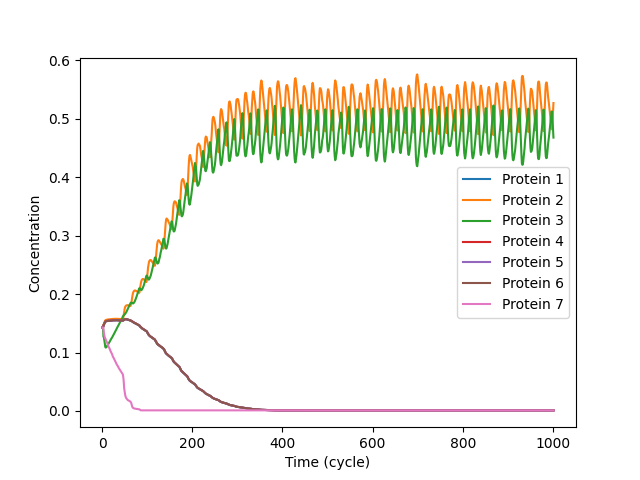 0.6
0.5
0.4
0.3
0.2
0.1
0.0
Concentration
Protein 1
Protein 2
Protein 3
Protein 4
Protein 5
Protein 6
Protein 7
0 200 400 600 800 1000
Time (cycle)